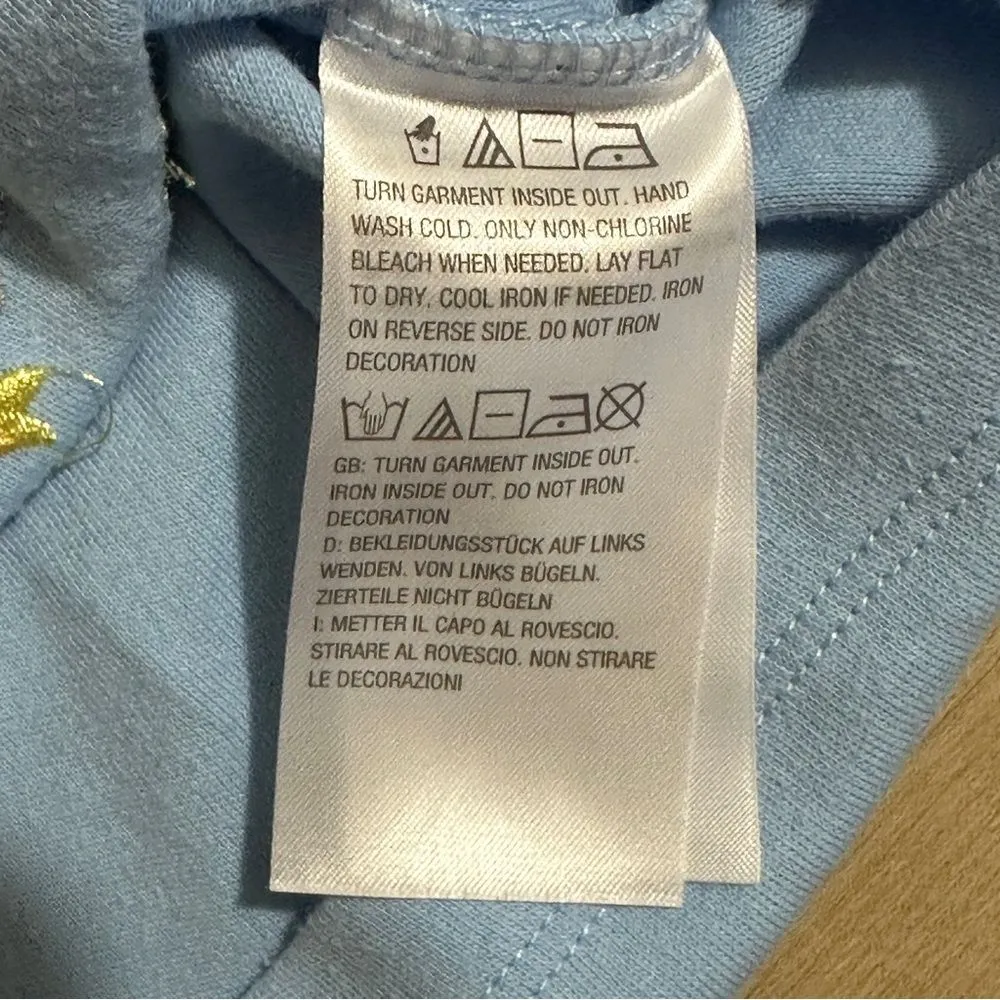 TURN GARMENT INSIDE OUT. HAND
WASH COLD. ONLY NON-CHLORINE
BLEACH WHEN NEEDED. LAY FLAT
TO DRY. COOL IRON IF NEEDED. IRON
ON REVERSE SIDE. DO NOT IRON
DECORATION
GB: TURN GARMENT INSIDE OUT.
IRON INSIDE OUT. DO NOT IRON
DECORATION
D: BEKLEIDUNGSSTÜCK AUF LINKS
WENDEN. VON LINKS BÜGELN.
ZIERTEILE NICHT BÜGELN
I: METTER IL CAPO AL ROVESCIO.
STIRARE AL ROVESCIO. NON STIRARE
LE DECORAZIONI